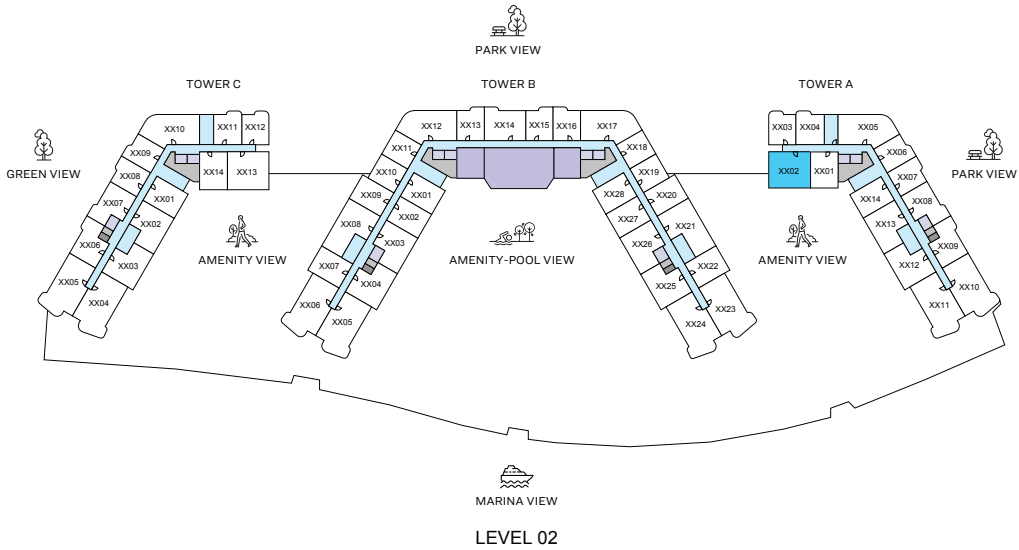 PARK VIEW
TOWER C
TOWER B
TOWER A
GREEN VIEW
PARK VIEW
XX10
XX11
XX12
XX09
XX08
XX07
XX06
XX05
XX04
XX03
XX02
XX01
XX14
XX13
XX12
XX13
XX14
XX15
XX16
XX17
XX11
XX10
XX09
XX08
XX07
XX06
XX05
XX04
XX03
XX02
XX01
XX18
XX19
XX20
XX21
XX22
XX23
XX24
XX25
XX26
XX27
XX28
XX03
XX04
XX05
XX02
XX01
XX06
XX07
XX08
XX09
XX10
XX11
XX12
XX13
XX14
AMENITY VIEW
AMENITY-POOL VIEW
AMENITY VIEW
MARINA VIEW
LEVEL 02